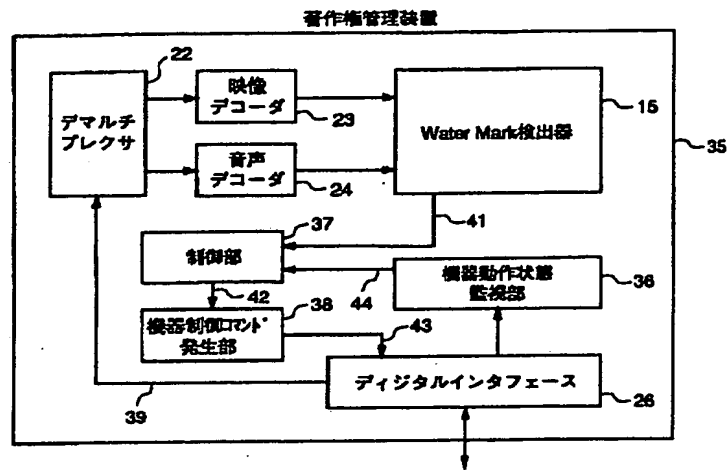 著作権管理装置
22
映像
デコーダ
23
デマルチ
プレクサ
Water Mark検出器
15
35
音声
デコーダ
24
41
37
制御部
44
機器動作状態
監視部
36
42
38
機器制御コマンド
発生部
43
ディジタルインタフェース
26
39